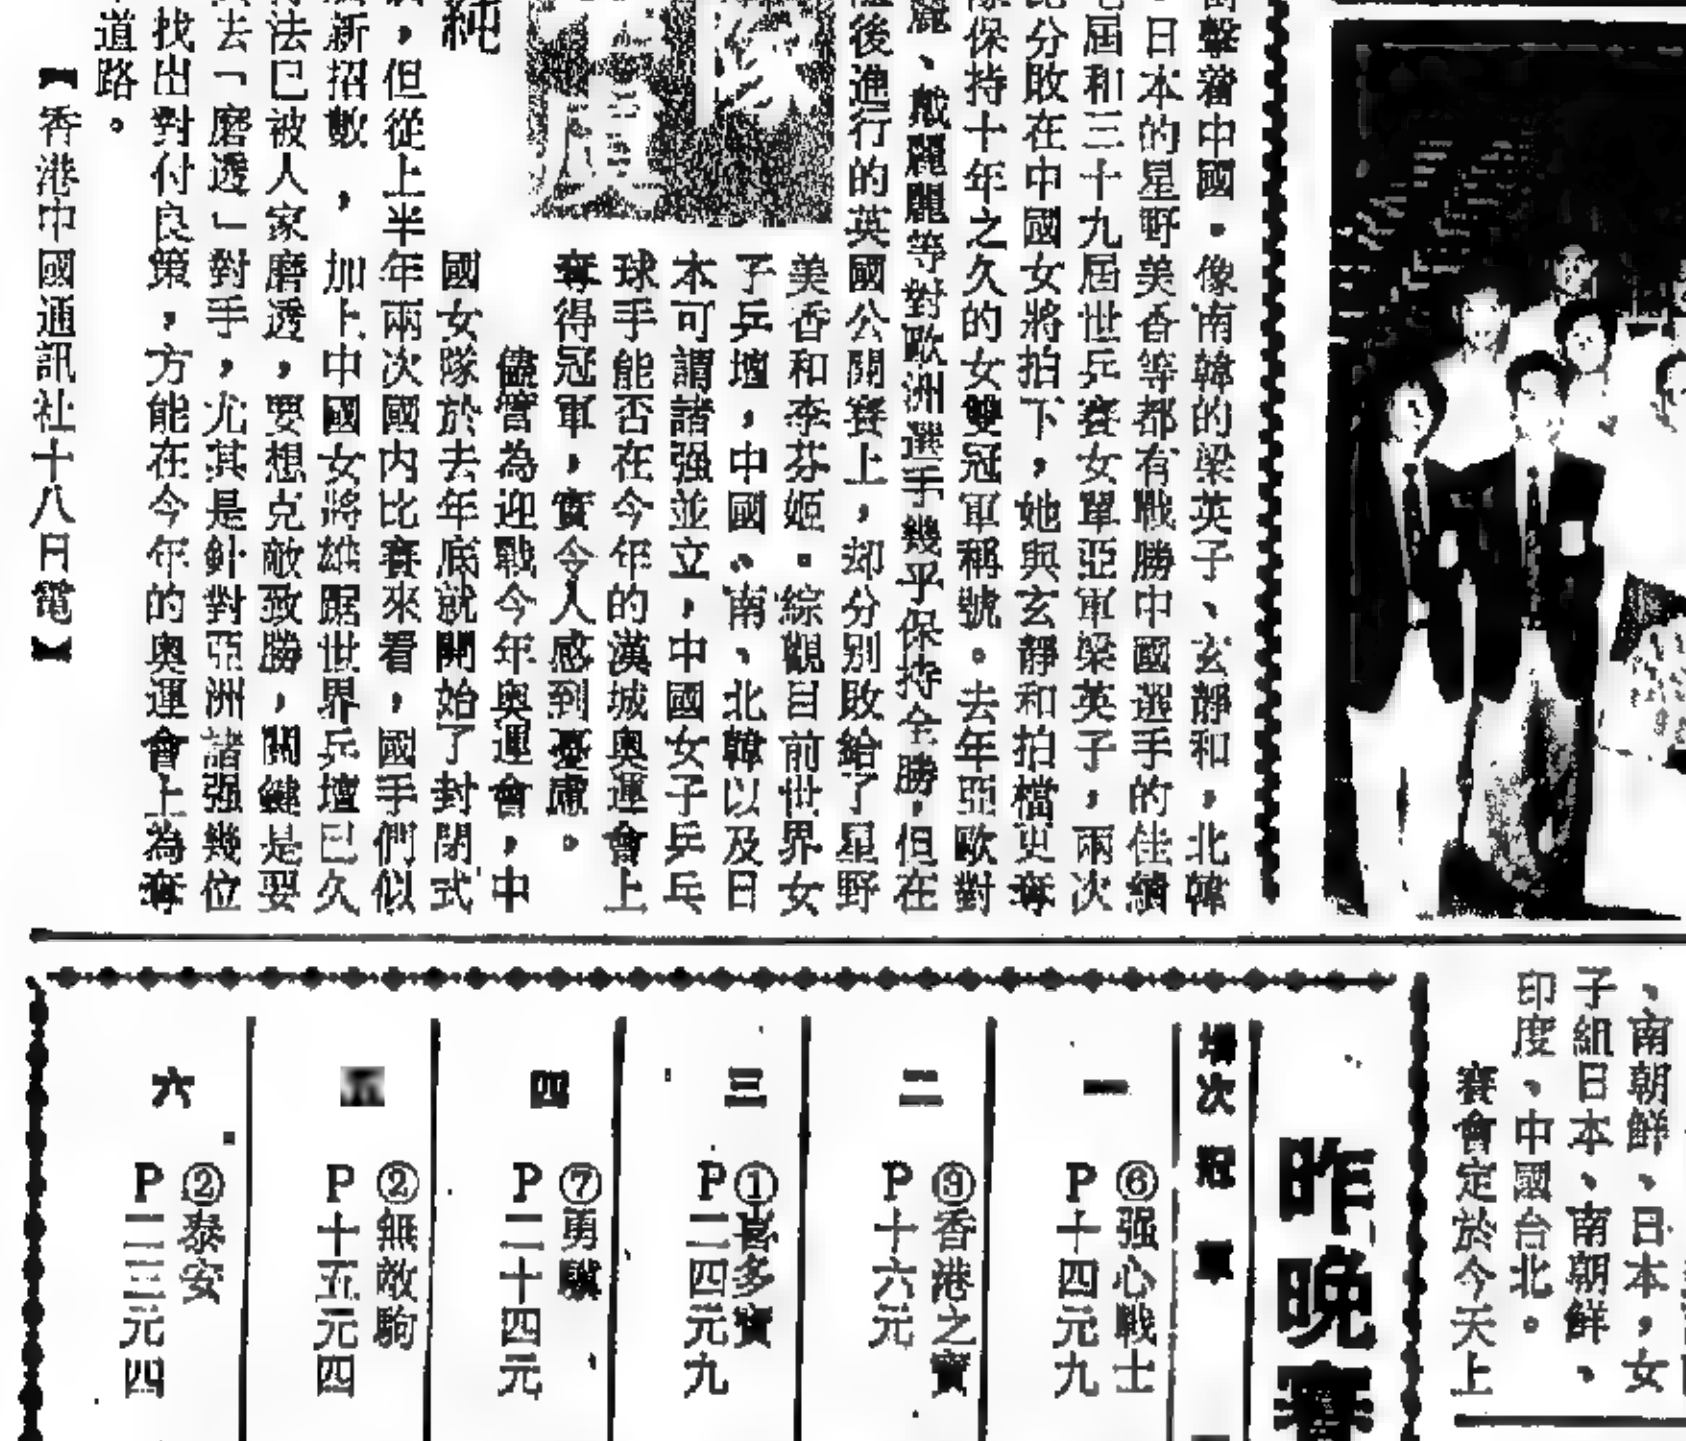 擊着中國。像南韓的梁英子、玄靜和,北韓
日本的星野美香等都有戰勝中國選手的佳績
屆和三十九屆世乒賽女單亞軍梁英子,兩次
比分敗在中國女將拍下,她與玄靜和拍檔更奪
保持十年之久的女雙冠軍稱號。去年亞歐對
、戴麗麗等對歐洲選手幾乎保持全勝,但在
後進行的英國公開賽上,却分別敗給了星野
美香和李芬姬。綜觀目前世界女
子乒壇,中國、南、北韓以及日
本可謂諸强並立,中國女子乒乓
球手能否在今年的漢城奧運會上
奪得冠軍,實令人感到憂慮。
儘管為迎戰今年奧運會,中
國女隊於去年底就開始了封閉式
純
,但從上半年兩次國內比賽來看,國手們似
新招數,加上中國女將雄踞世界乒壇已久
法已被人家磨透,要想克敵致勝,關鍵是要
去「磨透」對手,尤其是針對亞洲諸强幾位
找出對付良策,方能在今年的奧運會上為奪
道路。
【香港中國通訊社十八日電】
、南朝鮮、日本,女
子組日本、南朝鮮、
印度、中國台北。
賽會定於今天上
昨晚賽
場次 冠軍
一 ⑥强心戰士
P十四元九
二 ③香港之寶
P十六元
三 ①喜多寶
P二四元九
四 ⑦勇驥
P二十四元
五 ②無敵駒
P十五元四
六 ②泰安
P二三元四